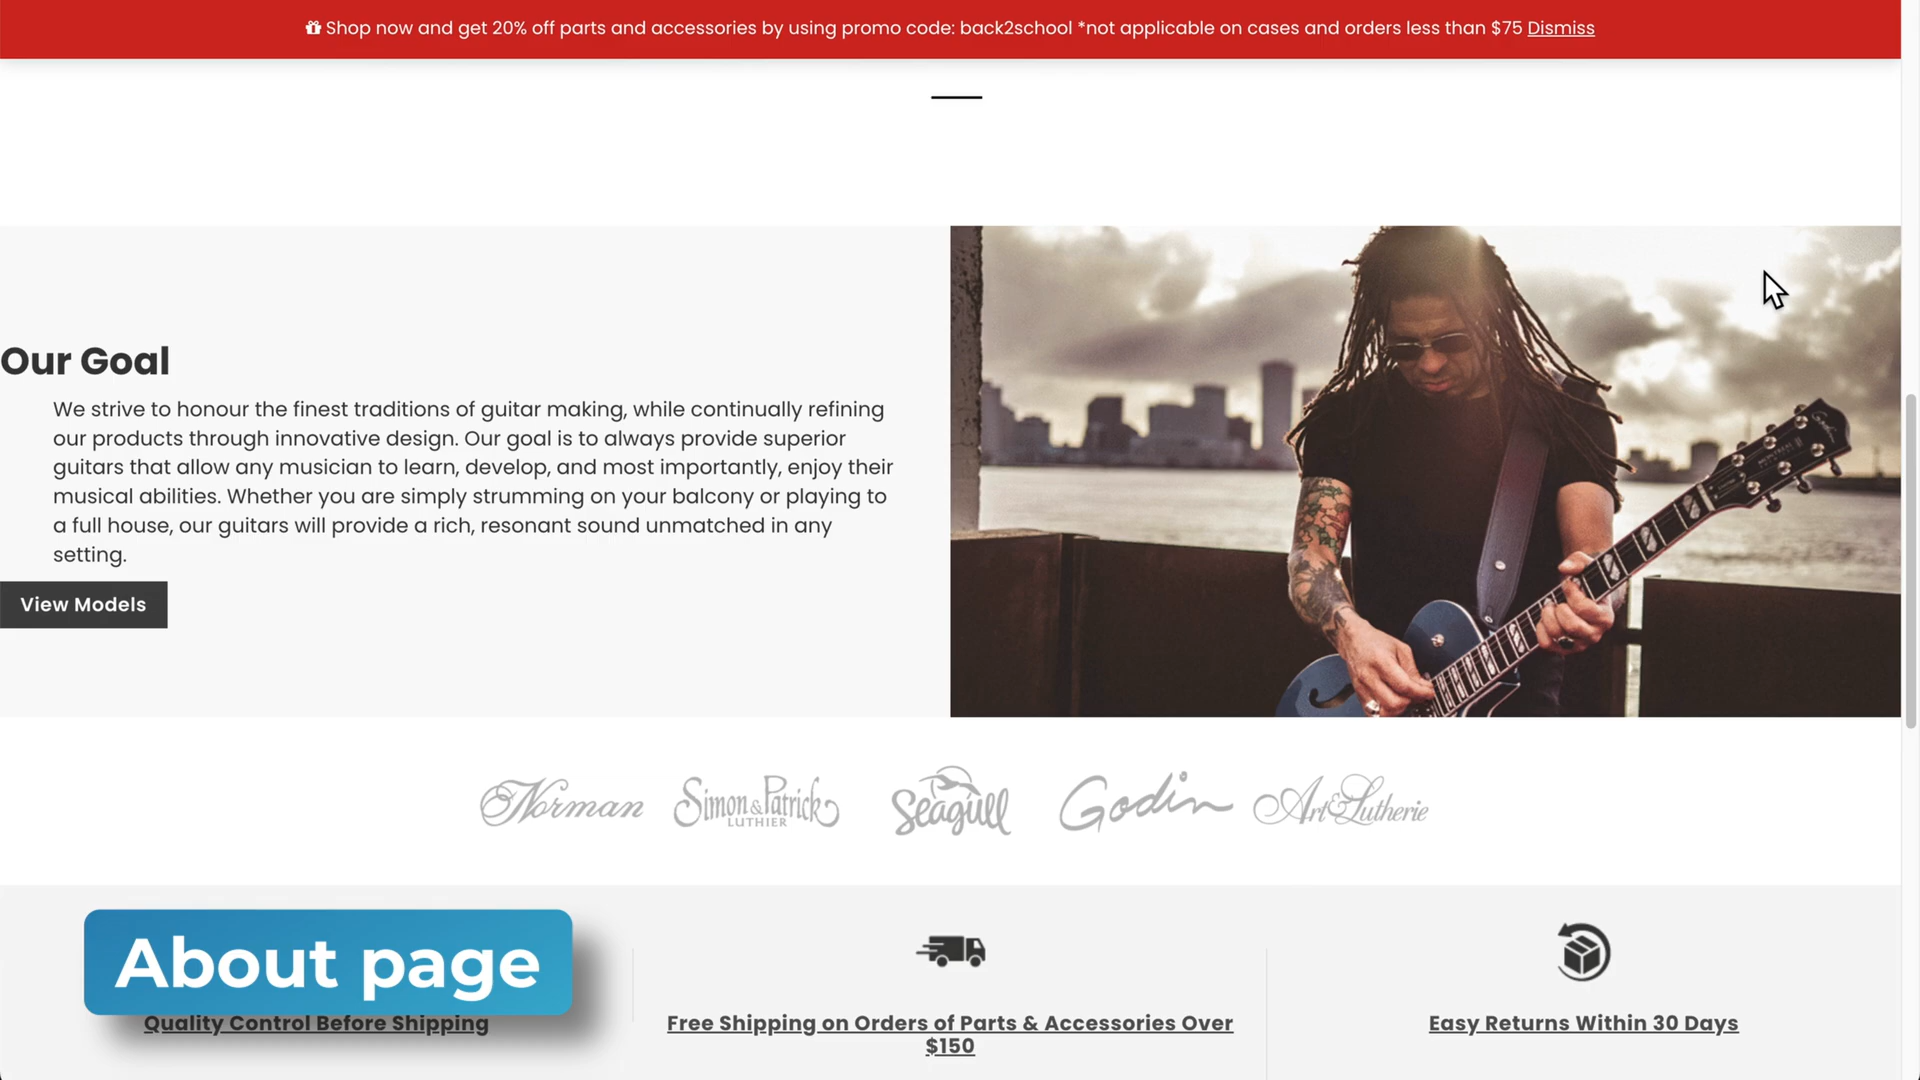 Shop now and get 20% off parts and accessories by using promo code: back2school *not applicable on cases and orders less than $75 Dismiss
Our Goal
We strive to honour the finest traditions of guitar making, while continually refining
our products through innovative design. Our goal is to always provide superior
guitars that allow any musician to learn, develop, and most importantly, enjoy their
musical abilities. Whether you are simply strumming on your balcony or playing to
a full house, our guitars will provide a rich, resonant sound unmatched in any
setting.
View Models
Norman
Simon & Patrick
LUTHIER
Seagull
Godin
Art & Lutherie
About page
Quality Control Before Shipping
Free Shipping on Orders of Parts & Accessories Over
$150
Easy Returns Within 30 Days